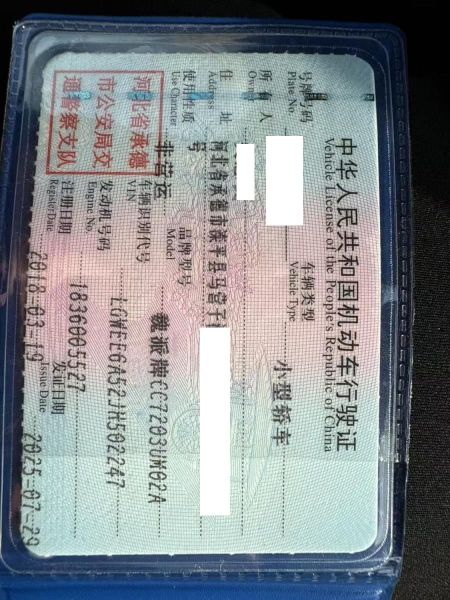 中华人民共和国机动车行驶证
Vehicle License of the People's Republic of China
号牌号码
Plate No.
车辆类型 小型轿车
Vehicle Type
所有人
Owner
住址 河北省承德市滦平县马营子
Address
号
使用性质 非营运
Use Character
品牌型号 魏派牌CC7203UM02A
Model
河北省承德
市公安局交
通警察支队
车辆识别代号
VIN
发动机号码 1836005527
Engine No.
注册日期 2018-03-19
Register Date
发证日期 2025-07-29
Issue Date